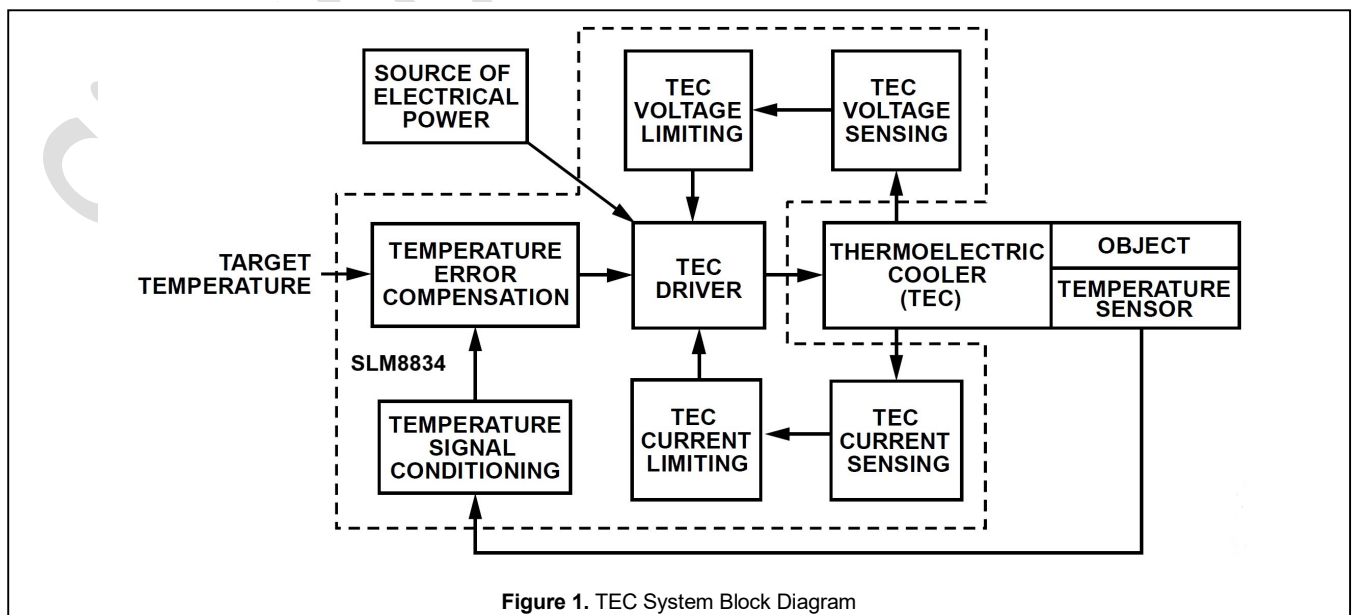 SOURCE OF
ELECTRICAL
POWER
TEC
VOLTAGE
LIMITING
TEC
VOLTAGE
SENSING
TARGET
TEMPERATURE
TEMPERATURE
ERROR
COMPENSATION
TEC
DRIVER
THERMOELECTRIC
COOLER
(TEC)
OBJECT
TEMPERATURE
SENSOR
SLM8834
TEMPERATURE
SIGNAL
CONDITIONING
TEC
CURRENT
LIMITING
TEC
CURRENT
SENSING
Figure 1. TEC System Block Diagram